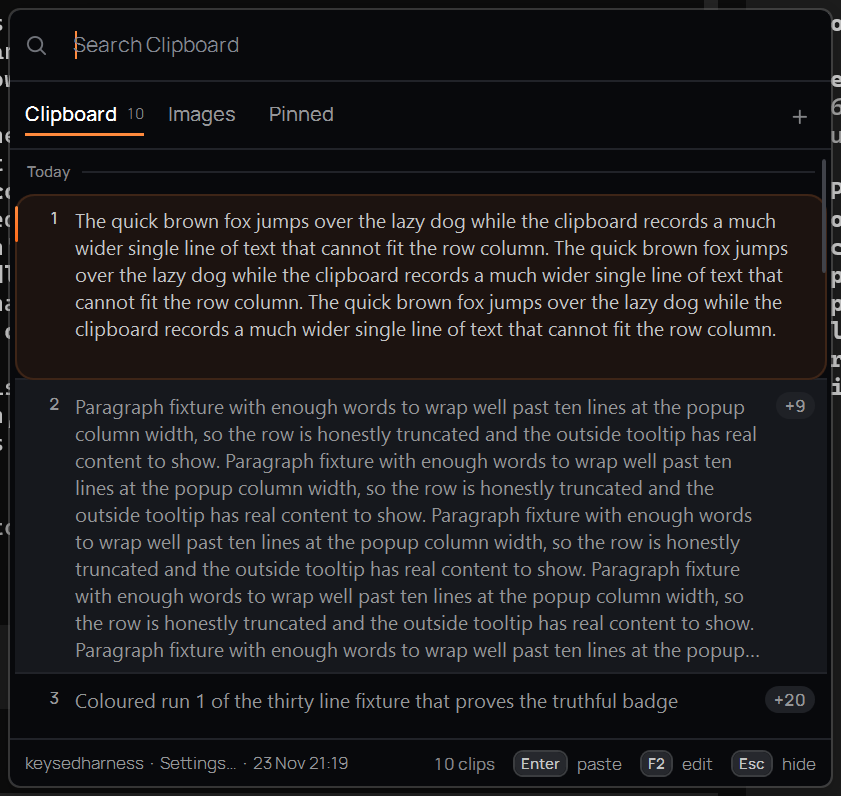 Search Clipboard
Clipboard 10 Images Pinned +
Today
1 The quick brown fox jumps over the lazy dog while the clipboard records a much
wider single line of text that cannot fit the row column. The quick brown fox jumps
over the lazy dog while the clipboard records a much wider single line of text that
cannot fit the row column. The quick brown fox jumps over the lazy dog while the
clipboard records a much wider single line of text that cannot fit the row column.
2 Paragraph fixture with enough words to wrap well past ten lines at the popup +9
column width, so the row is honestly truncated and the outside tooltip has real
content to show. Paragraph fixture with enough words to wrap well past ten
lines at the popup column width, so the row is honestly truncated and the
outside tooltip has real content to show. Paragraph fixture with enough words
to wrap well past ten lines at the popup column width, so the row is honestly
truncated and the outside tooltip has real content to show. Paragraph fixture
with enough words to wrap well past ten lines at the popup column width, so
the row is honestly truncated and the outside tooltip has real content to show.
Paragraph fixture with enough words to wrap well past ten lines at the popup...
3 Coloured run 1 of the thirty line fixture that proves the truthful badge +20
keysedharness · Settings... · 23 Nov 21:19 10 clips Enter paste F2 edit Esc hide